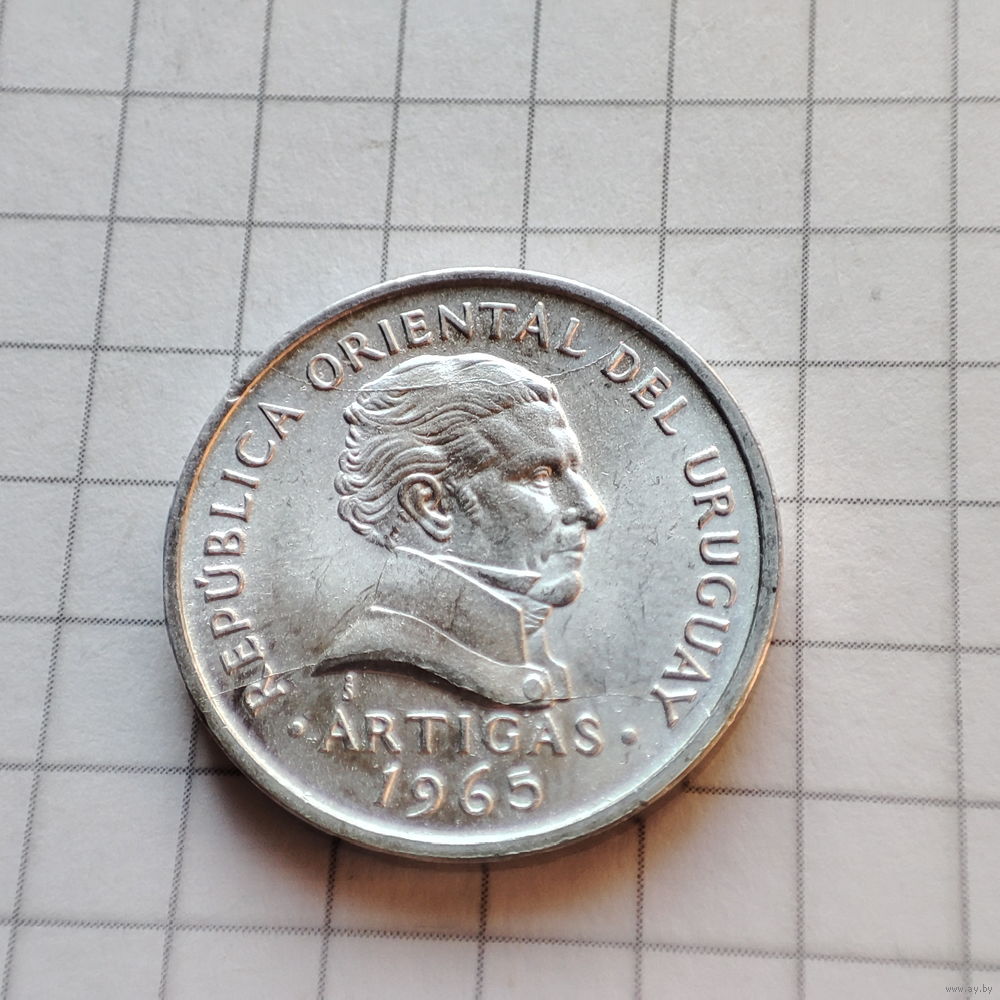 REPÚBLICA ORIENTAL DEL URUGUAY
· ARTIGAS ·
1965
www.ay.by